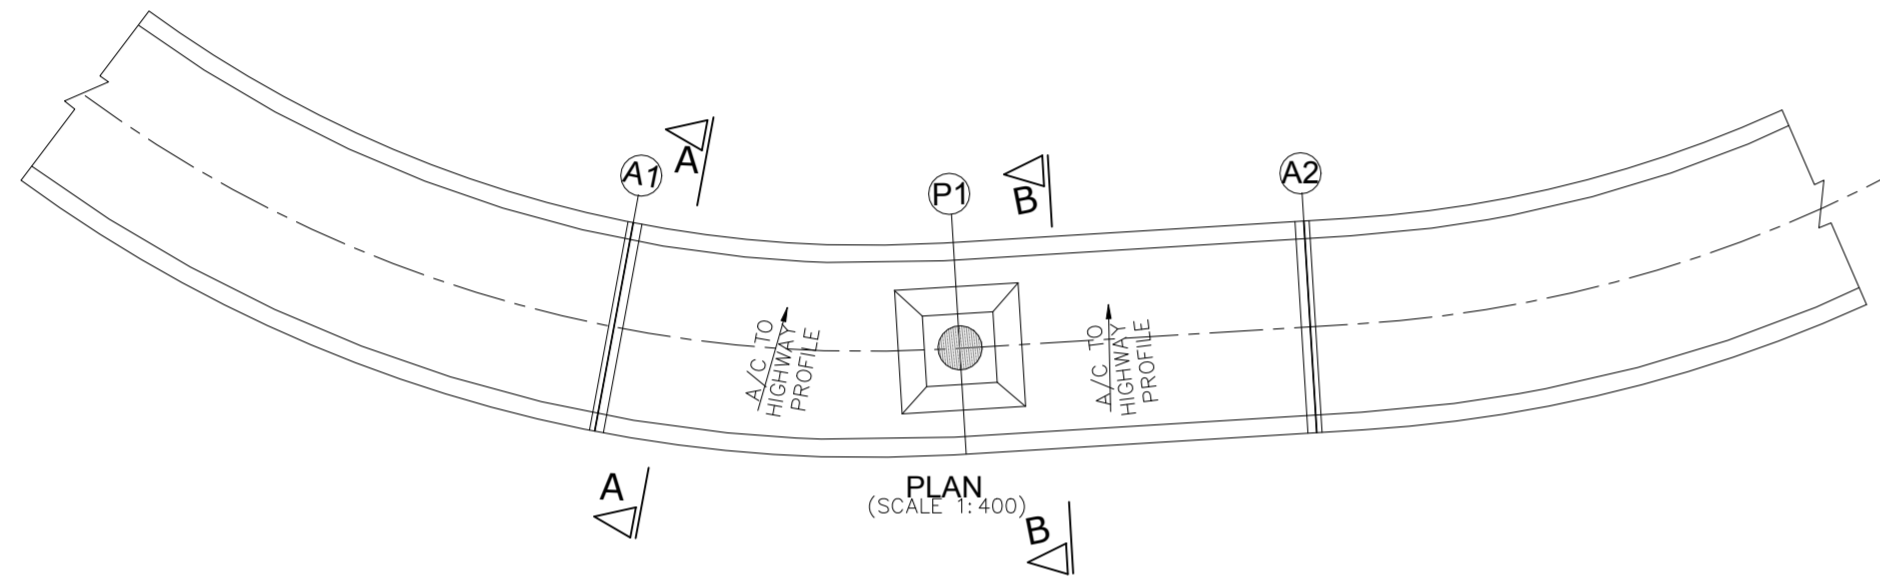 A
A1
P1
B
A2
A/C TO
HIGHWAY
PROFILE
A/C TO
HIGHWAY
PROFILE
A
PLAN
(SCALE 1:400)
B